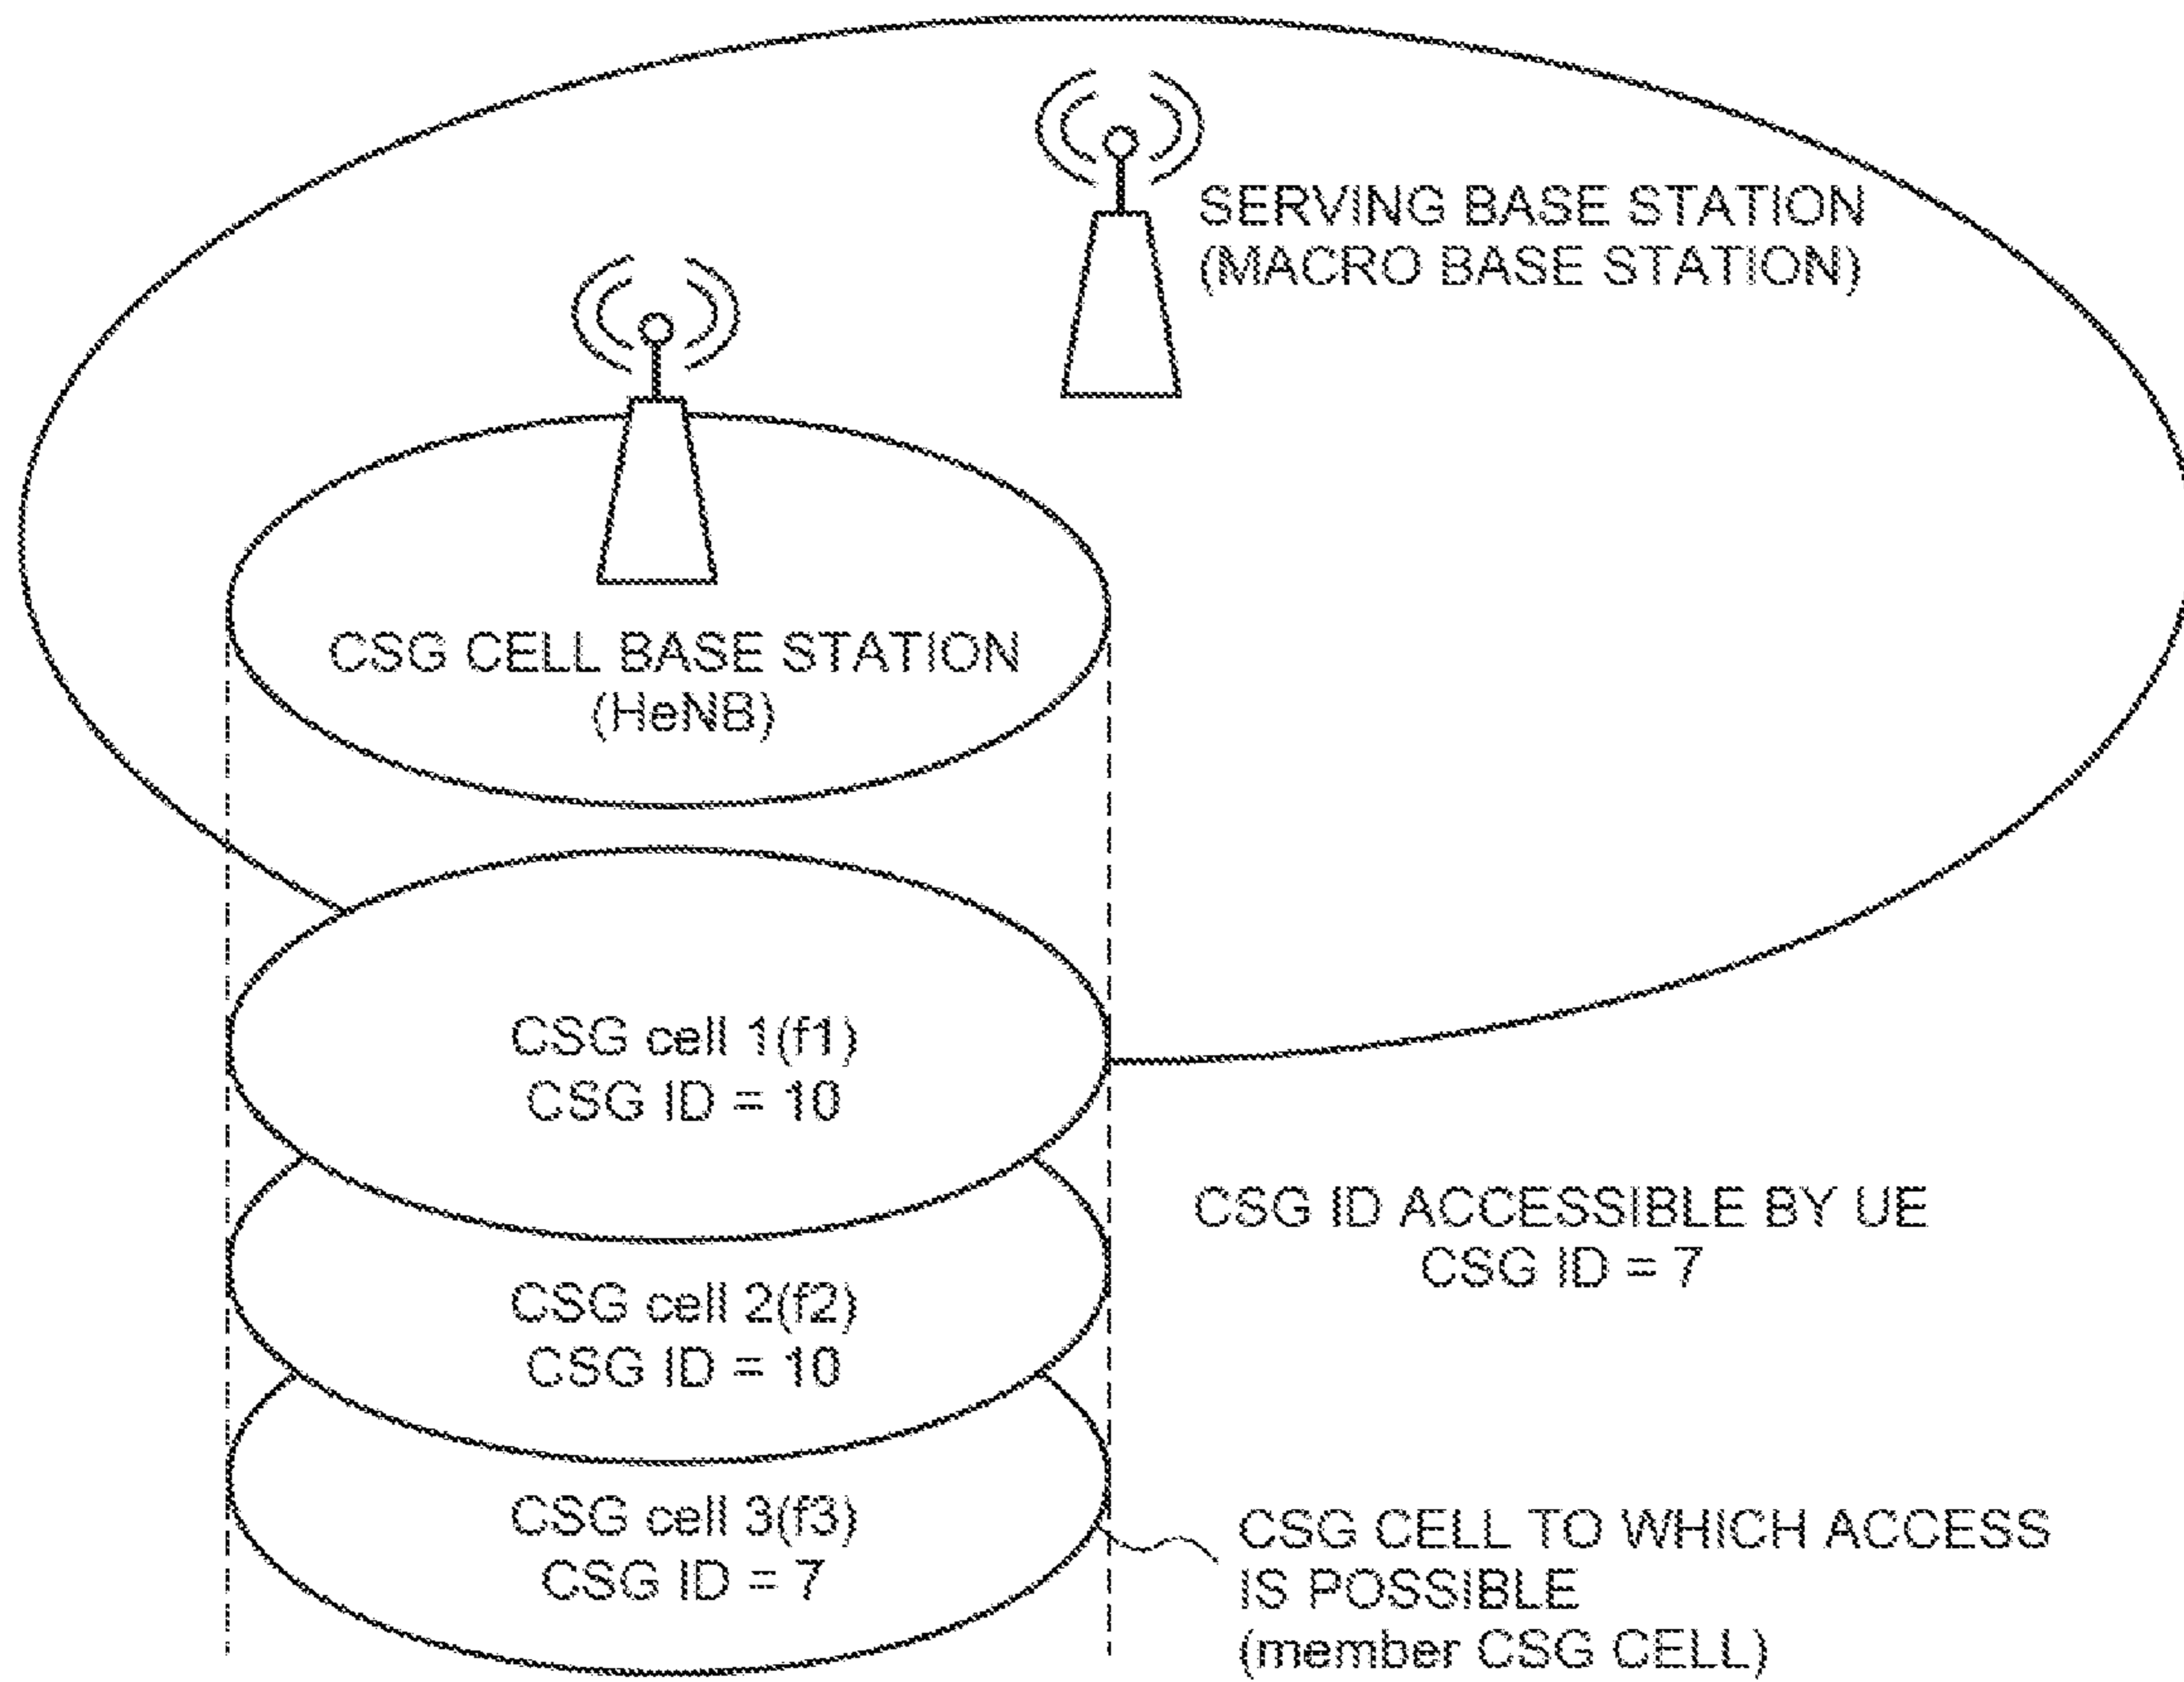 SERVING BASE STATION
(MACRO BASE STATION)
CSG CELL BASE STATION
(HeNB)
CSG cell 1(f1)
CSG ID = 10
CSG ID ACCESSIBLE BY UE
CSG ID = 7
CSG cell 2(f2)
CSG ID = 10
CSG cell 3(f3)
CSG ID = 7
CSG CELL TO WHICH ACCESS
IS POSSIBLE
(member CSG CELL)